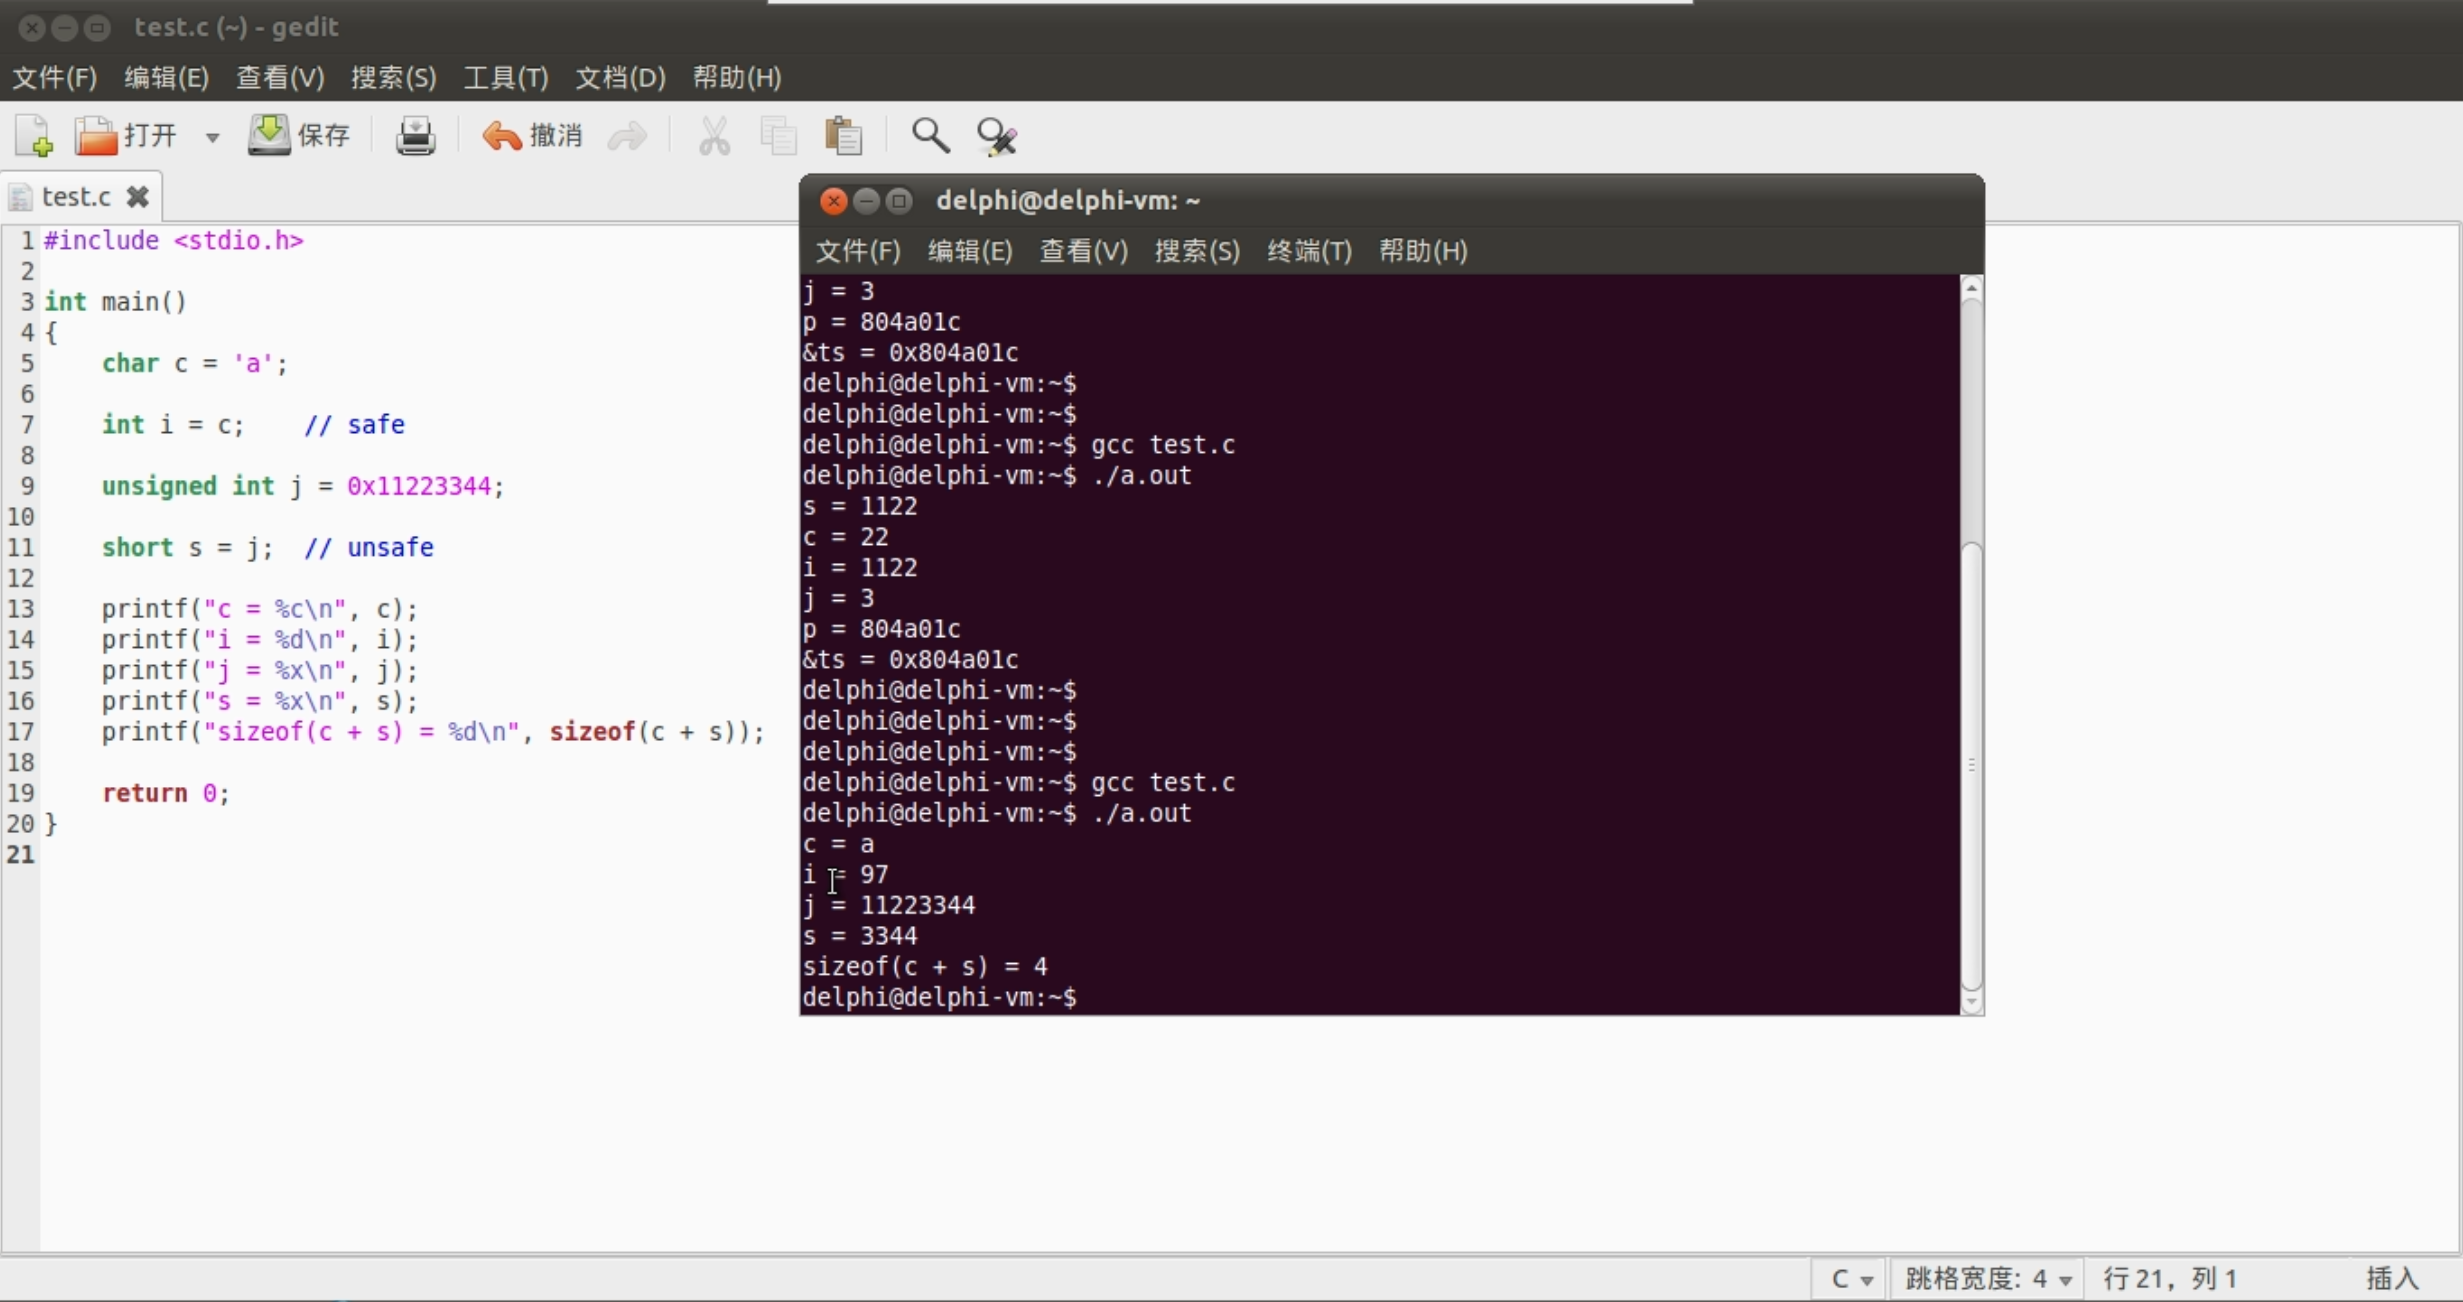 test.c (~) - gedit
文件(F) 编辑(E) 查看(V) 搜索(S) 工具(T) 文档(D) 帮助(H)
打开 保存 撤消
test.c
1 #include <stdio.h>
2
3 int main()
4 {
5     char c = 'a';
6
7     int i = c;    // safe
8
9     unsigned int j = 0x11223344;
10
11     short s = j;  // unsafe
12
13     printf("c = %c\n", c);
14     printf("i = %d\n", i);
15     printf("j = %x\n", j);
16     printf("s = %x\n", s);
17     printf("sizeof(c + s) = %d\n", sizeof(c + s));
18
19     return 0;
20 }
21
delphi@delphi-vm: ~
文件(F) 编辑(E) 查看(V) 搜索(S) 终端(T) 帮助(H)
j = 3
p = 804a01c
&ts = 0x804a01c
delphi@delphi-vm:~$
delphi@delphi-vm:~$
delphi@delphi-vm:~$ gcc test.c
delphi@delphi-vm:~$ ./a.out
s = 1122
c = 22
i = 1122
j = 3
p = 804a01c
&ts = 0x804a01c
delphi@delphi-vm:~$
delphi@delphi-vm:~$
delphi@delphi-vm:~$
delphi@delphi-vm:~$ gcc test.c
delphi@delphi-vm:~$ ./a.out
c = a
i = 97
j = 11223344
s = 3344
sizeof(c + s) = 4
delphi@delphi-vm:~$
C 跳格宽度: 4 行 21，列 1 插入